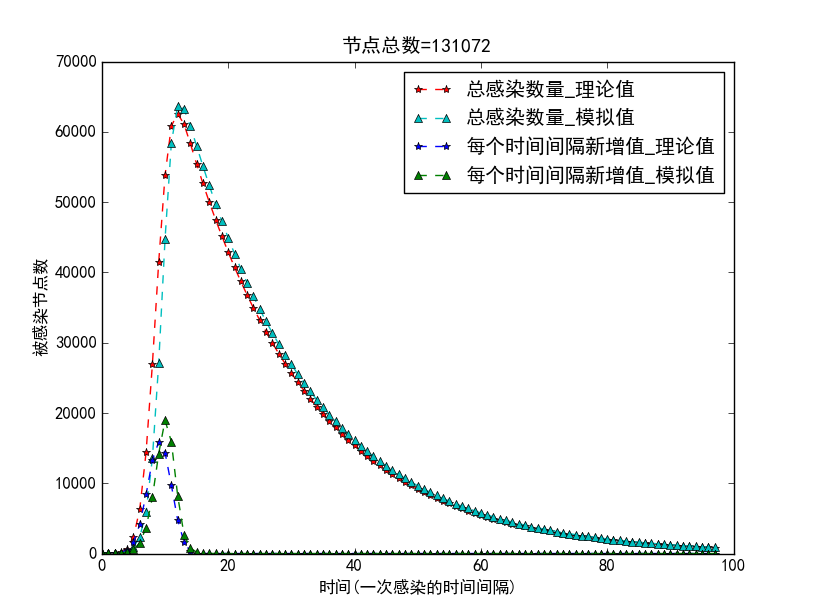 节点总数=131072
70000
60000
50000
40000
30000
20000
10000
0
被感染节点数
总感染数量_理论值
总感染数量_模拟值
每个时间间隔新增值_理论值
每个时间间隔新增值_模拟值
0 20 40 60 80 100
时间(一次感染的时间间隔)